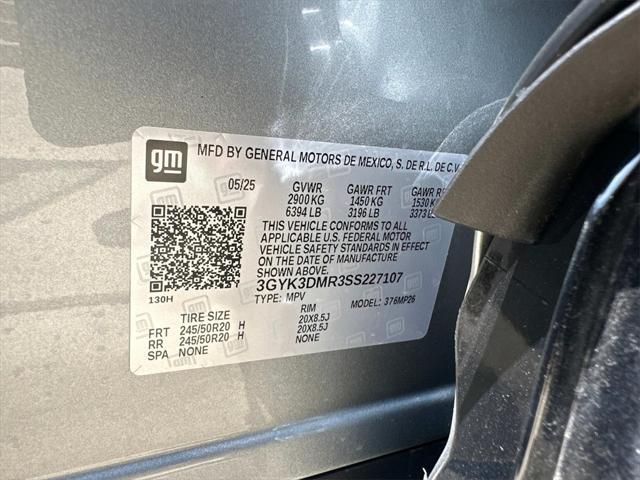 gm MFD BY GENERAL MOTORS DE MEXICO, S. DE R.L. DE C.V.
05/25 GVWR GAWR FRT GAWR RR
2900 KG 1450 KG 1530 KG
6394 LB 3196 LB 3373 LB
THIS VEHICLE CONFORMS TO ALL
APPLICABLE U.S. FEDERAL MOTOR
VEHICLE SAFETY STANDARDS IN EFFECT
ON THE DATE OF MANUFACTURE
SHOWN ABOVE.
3GYK3DMR3SS227107
130H TYPE: MPV MODEL: 376MP26
TIRE SIZE RIM
FRT 245/50R20 H 20X8.5J
RR 245/50R20 H 20X8.5J
SPA NONE NONE